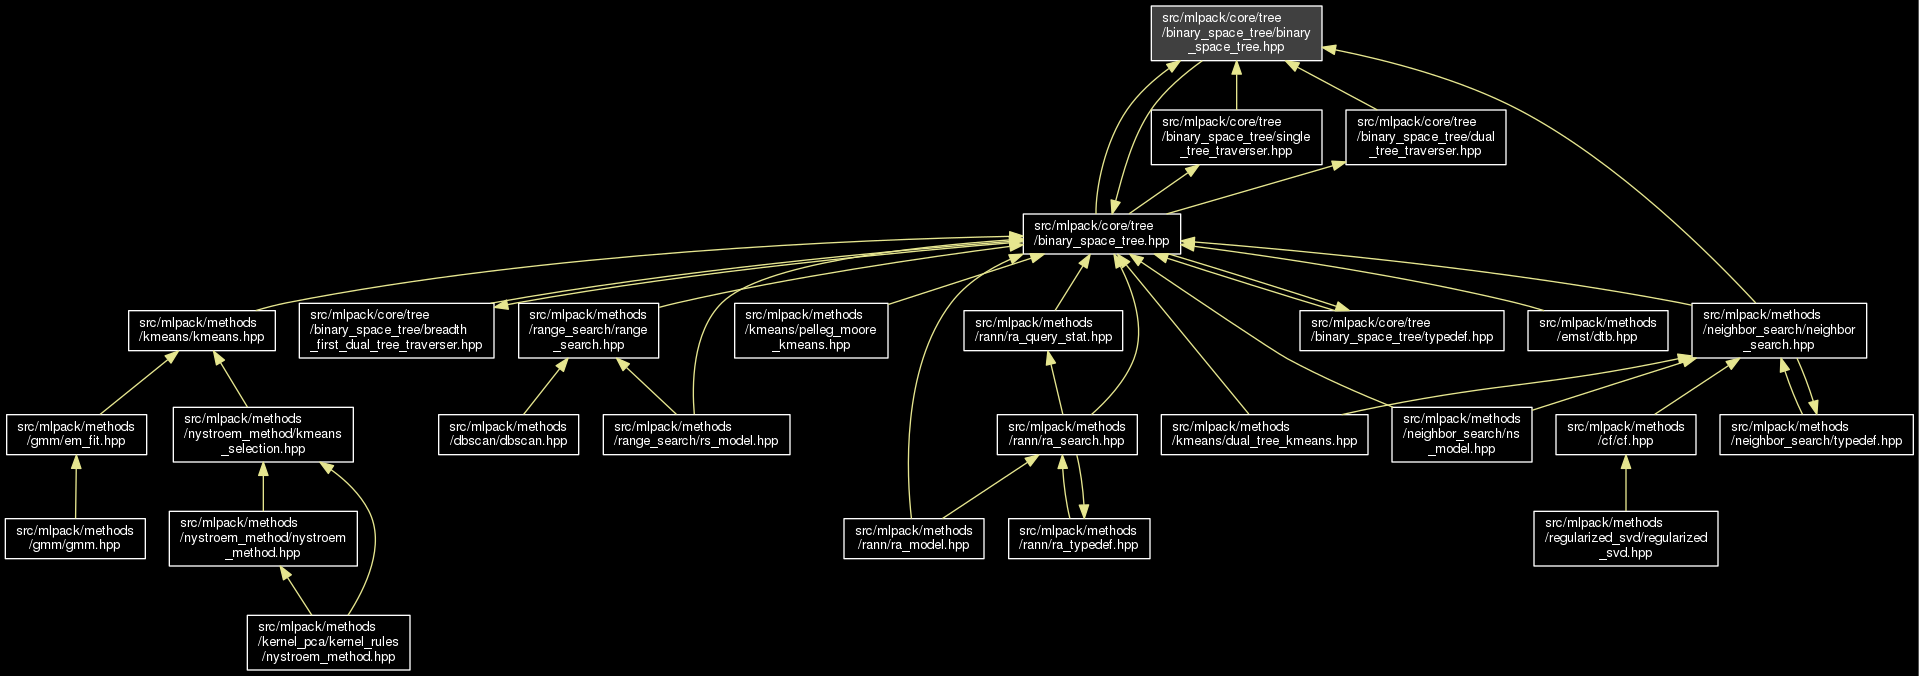 src/mlpack/core/tree
/binary_space_tree/binary
_space_tree.hpp
src/mlpack/core/tree
/binary_space_tree/single
_tree_traverser.hpp
src/mlpack/core/tree
/binary_space_tree/dual
_tree_traverser.hpp
src/mlpack/core/tree
/binary_space_tree.hpp
src/mlpack/methods
/kmeans/kmeans.hpp
src/mlpack/core/tree
/binary_space_tree/breadth
_first_dual_tree_traverser.hpp
src/mlpack/methods
/range_search/range
_search.hpp
src/mlpack/methods
/kmeans/pelleg_moore
_kmeans.hpp
src/mlpack/methods
/rann/ra_query_stat.hpp
src/mlpack/core/tree
/binary_space_tree/typedef.hpp
src/mlpack/methods
/emst/dtb.hpp
src/mlpack/methods
/neighbor_search/neighbor
_search.hpp
src/mlpack/methods
/gmm/em_fit.hpp
src/mlpack/methods
/nystroem_method/kmeans
_selection.hpp
src/mlpack/methods
/dbscan/dbscan.hpp
src/mlpack/methods
/range_search/rs_model.hpp
src/mlpack/methods
/rann/ra_search.hpp
src/mlpack/methods
/kmeans/dual_tree_kmeans.hpp
src/mlpack/methods
/neighbor_search/ns
_model.hpp
src/mlpack/methods
/cf/cf.hpp
src/mlpack/methods
/neighbor_search/typedef.hpp
src/mlpack/methods
/gmm/gmm.hpp
src/mlpack/methods
/nystroem_method/nystroem
_method.hpp
src/mlpack/methods
/rann/ra_model.hpp
src/mlpack/methods
/rann/ra_typedef.hpp
src/mlpack/methods
/regularized_svd/regularized
_svd.hpp
src/mlpack/methods
/kernel_pca/kernel_rules
/nystroem_method.hpp